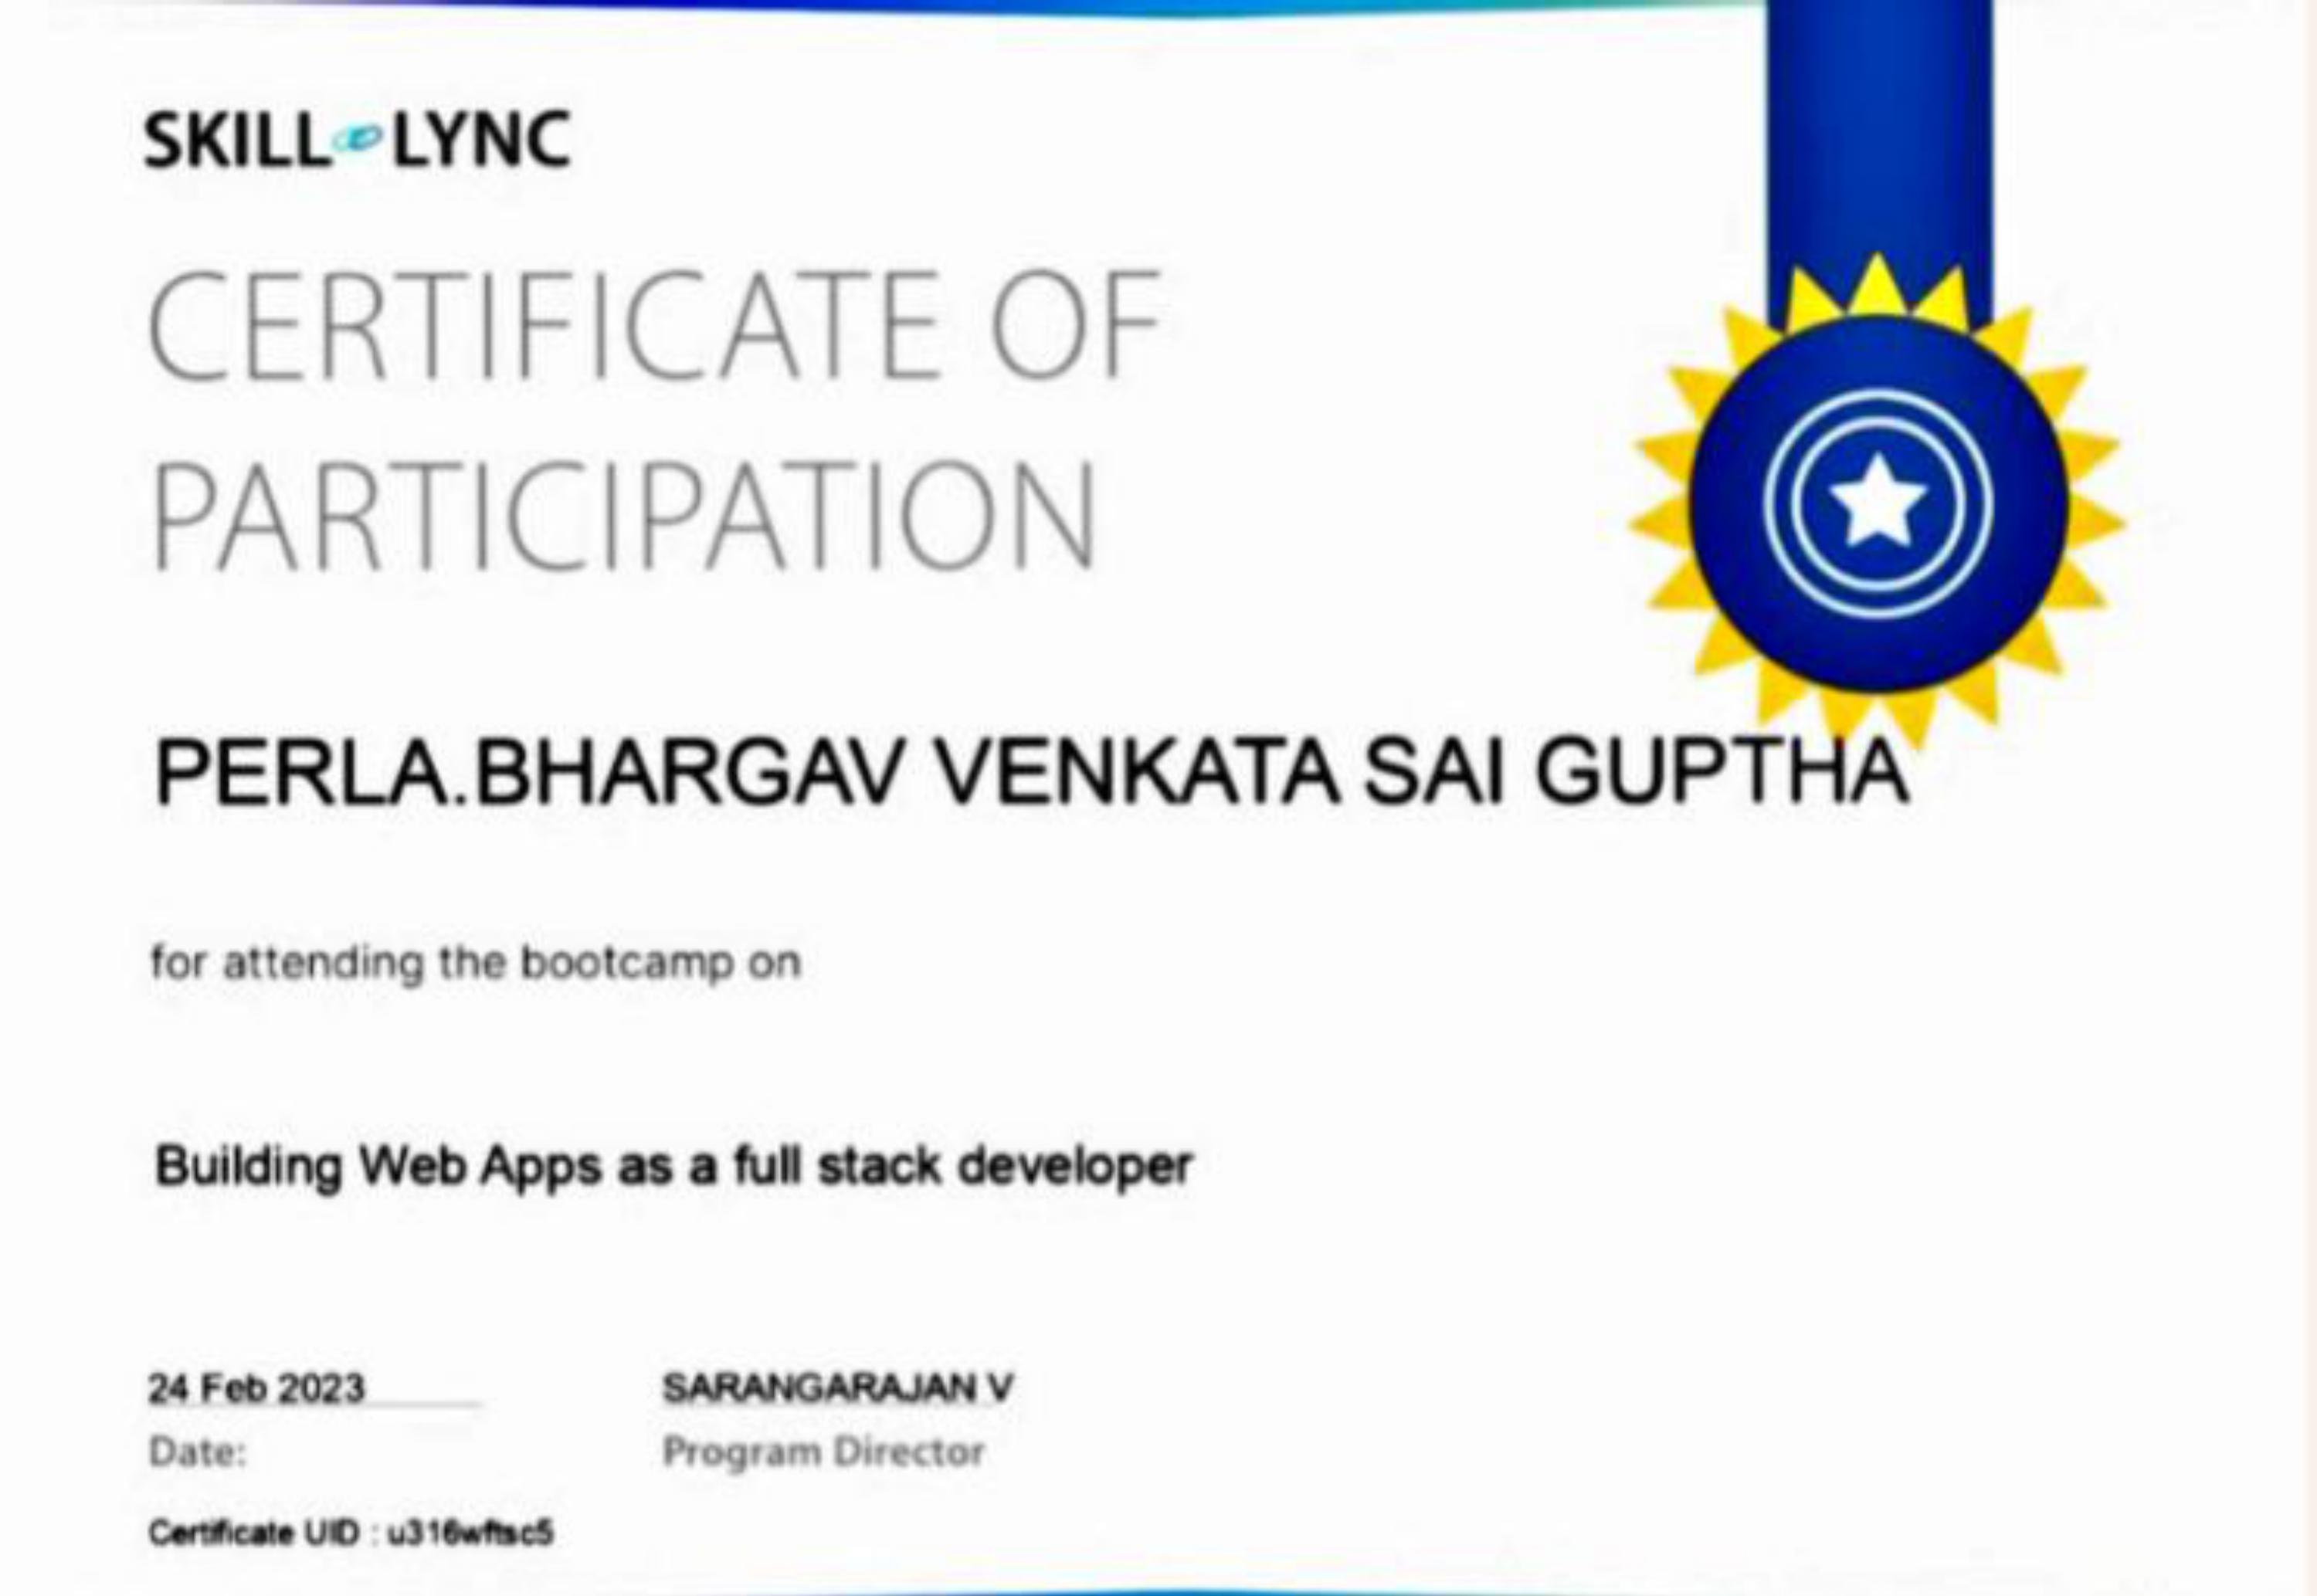 SKILL LYNC
CERTIFICATE OF
PARTICIPATION
PERLA.BHARGAV VENKATA SAI GUPTHA
for attending the bootcamp on
Building Web Apps as a full stack developer
24 Feb 2023 SARANGARAJAN V
Date: Program Director
Certificate UID : u316wftsc5